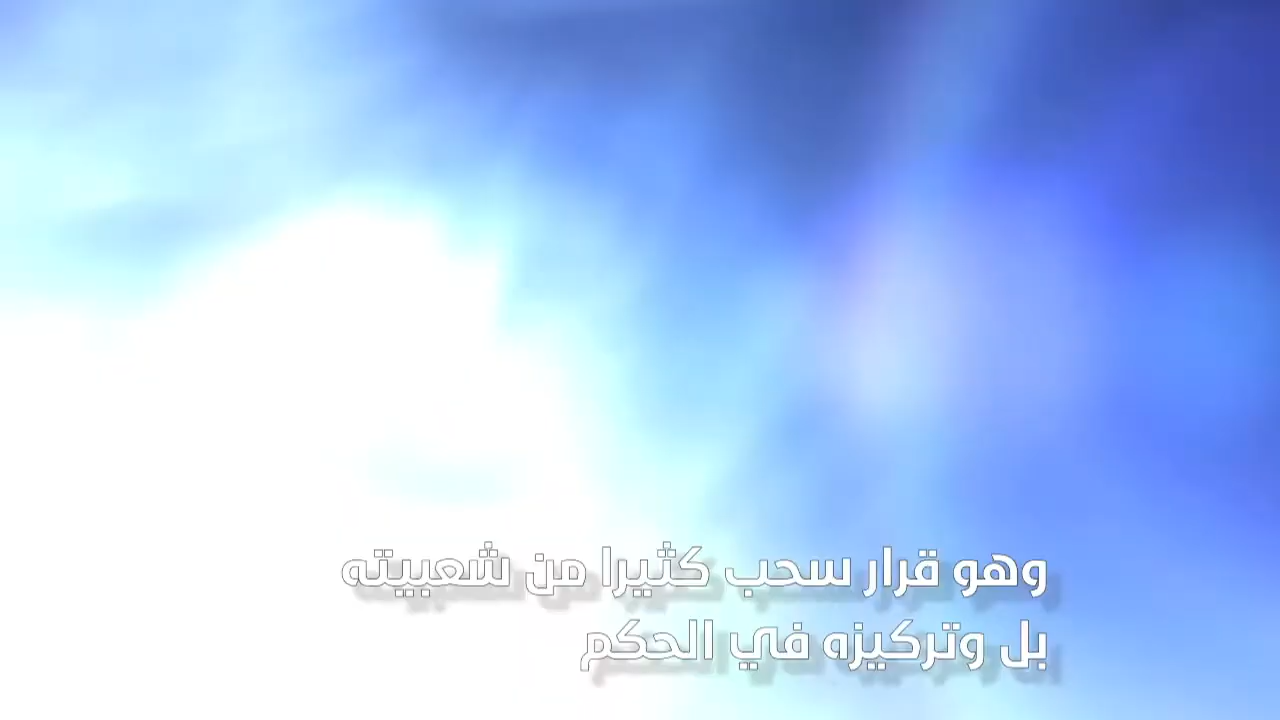 وهو قرار سحب كثيرا من شعبيته
بل وتركيزه في الحكم